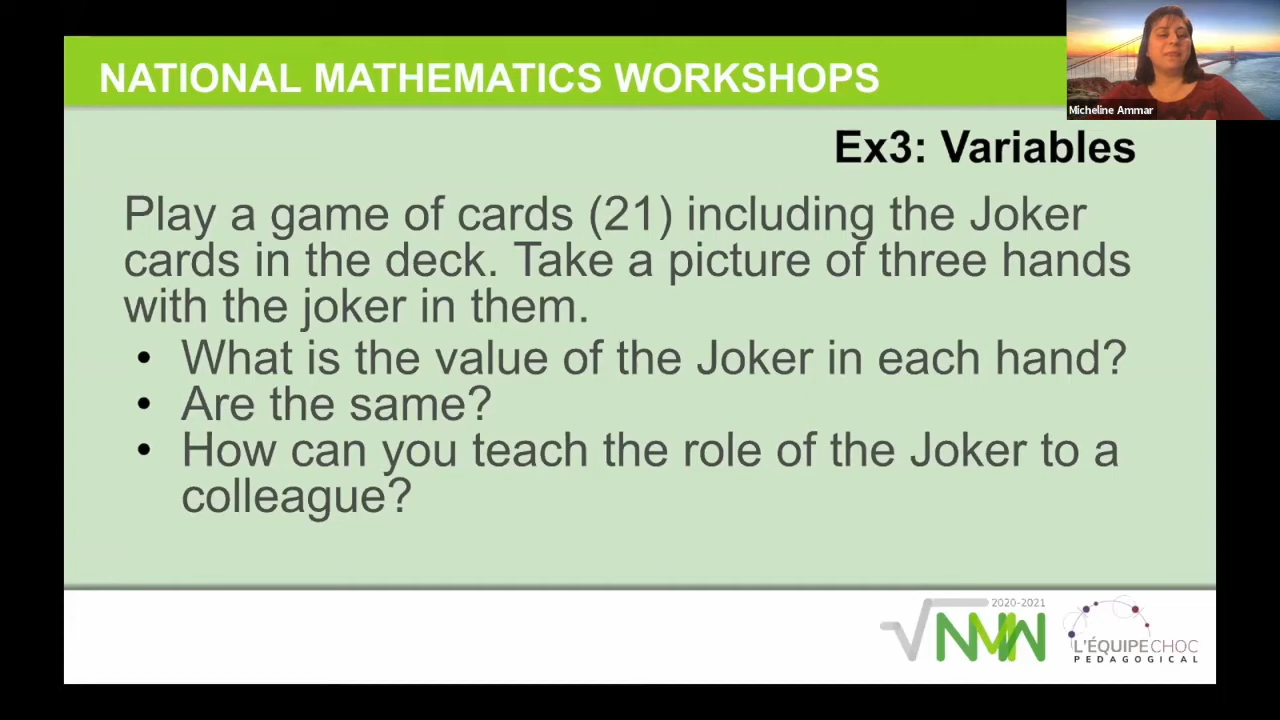 NATIONAL MATHEMATICS WORKSHOPS
Micheline Ammar
Ex3: Variables
Play a game of cards (21) including the Joker
cards in the deck. Take a picture of three hands
with the joker in them.
• What is the value of the Joker in each hand?
• Are the same?
• How can you teach the role of the Joker to a
colleague?
2020-2021
√NMW
L'ÉQUIPECHOC
PEDAGOGICAL